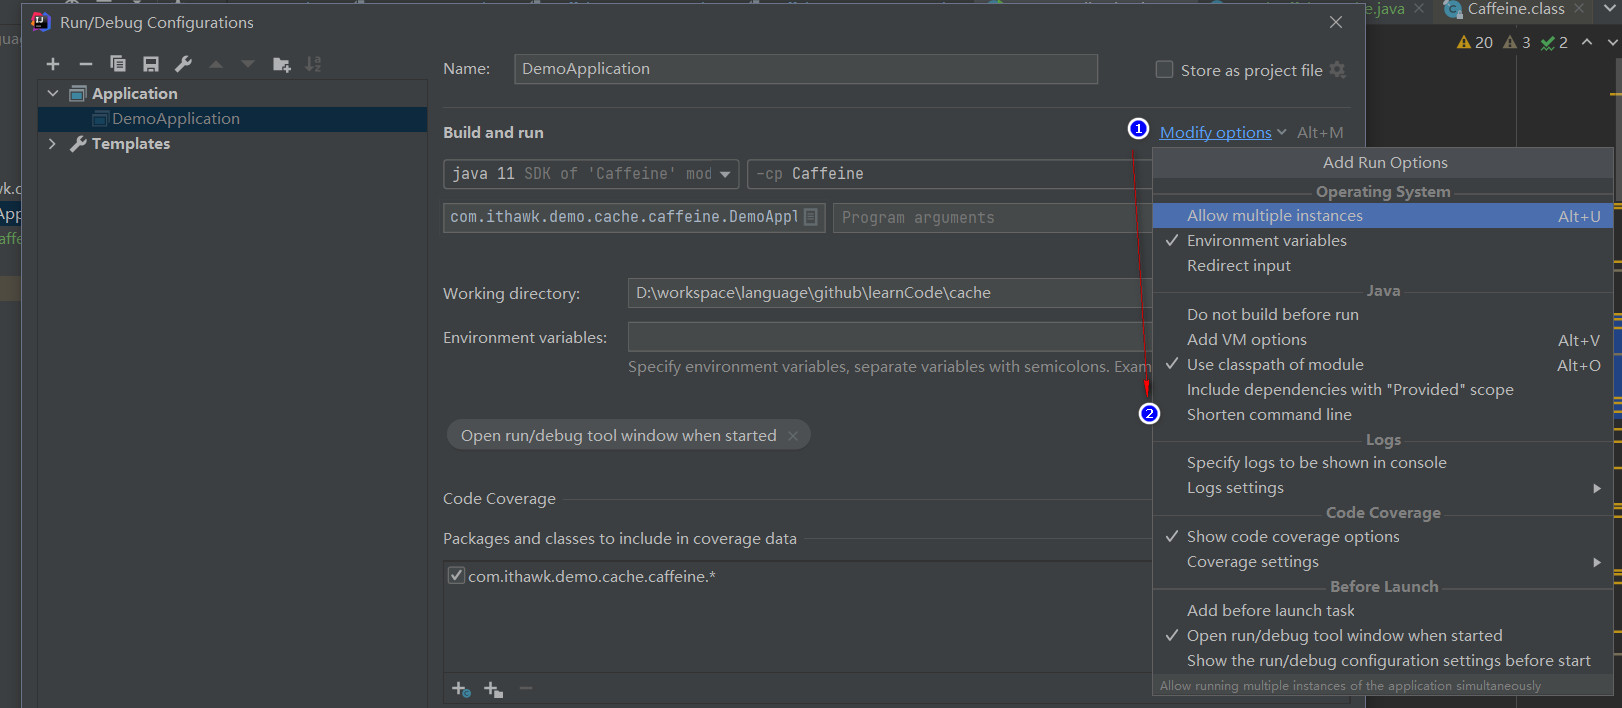 Run/Debug Configurations
.java
Caffeine.class
20 3 2
Name: DemoApplication
Store as project file
Application
DemoApplication
Templates
Build and run
1 Modify options Alt+M
java 11 SDK of 'Caffeine' mod
-cp Caffeine
com.ithawk.demo.cache.caffeine.DemoAppl
Program arguments
Working directory: D:\workspace\language\github\learnCode\cache
Environment variables:
Specify environment variables, separate variables with semicolons. Exam
2
Open run/debug tool window when started
Code Coverage
Packages and classes to include in coverage data
com.ithawk.demo.cache.caffeine.*
Add Run Options
Operating System
Allow multiple instances Alt+U
Environment variables
Redirect input
Java
Do not build before run
Add VM options Alt+V
Use classpath of module Alt+O
Include dependencies with "Provided" scope
Shorten command line
Logs
Specify logs to be shown in console
Logs settings
Code Coverage
Show code coverage options
Coverage settings
Before Launch
Add before launch task
Open run/debug tool window when started
Show the run/debug configuration settings before start
Allow running multiple instances of the application simultaneously